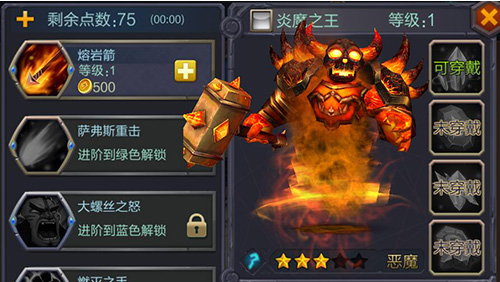 剩余点数:75 (00:00)
熔岩箭
等级:1
500
萨弗斯重击
进阶到绿色解锁
大螺丝之怒
进阶到蓝色解锁
炎魔之王 等级:1
可穿戴
未穿戴
未穿戴
未穿戴
恶魔